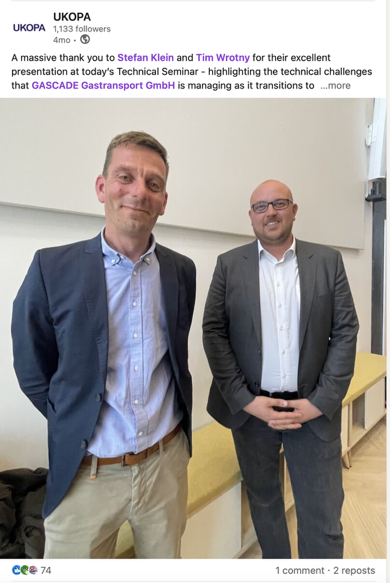 UKOPA
UKOPA
1,133 followers
4mo •
A massive thank you to Stefan Klein and Tim Wrotny for their excellent
presentation at today's Technical Seminar - highlighting the technical challenges
that GASCADE Gastransport GmbH is managing as it transitions to ...more
74
1 comment · 2 reposts